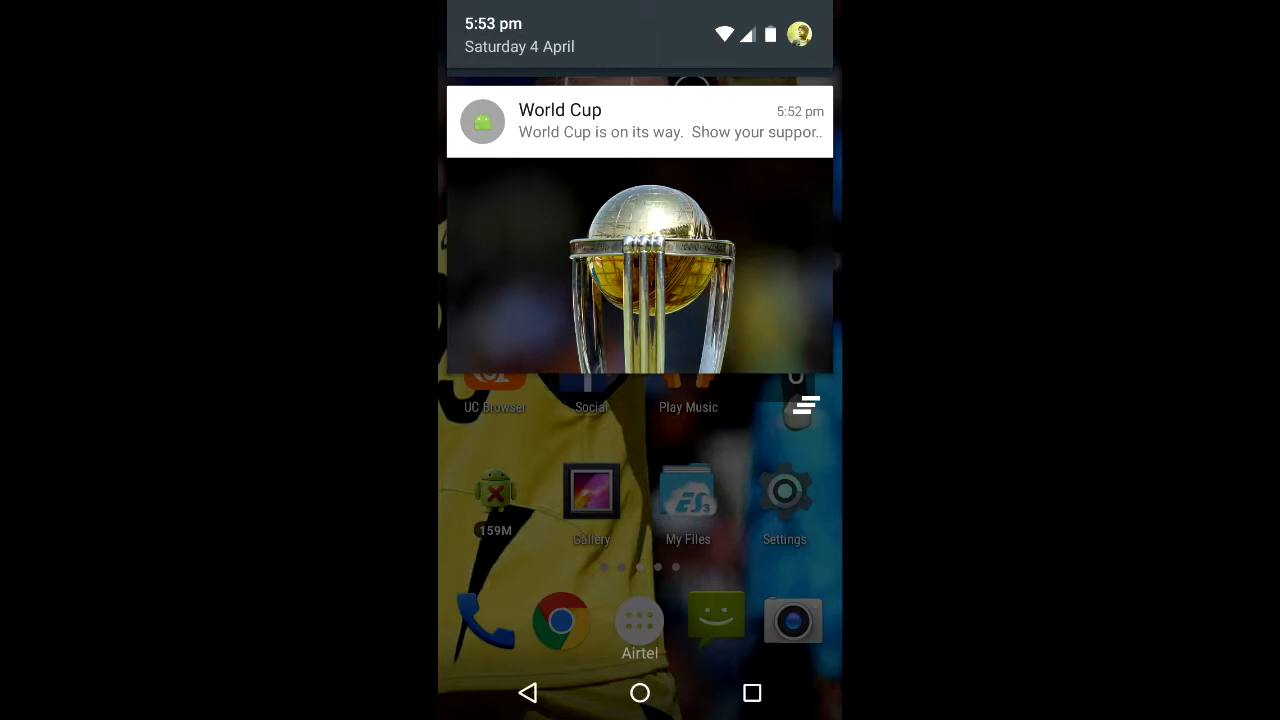 5:53 pm
Saturday 4 April
World Cup 5:52 pm
World Cup is on its way.  Show your suppor..
UC Browser Social Play Music
159M Gallery My Files Settings
Airtel